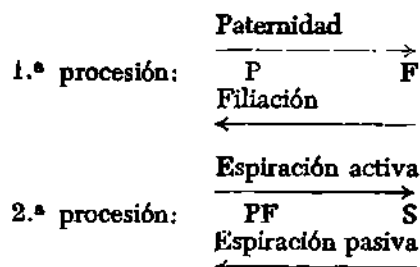 Paternidad
1.ª procesión: P F
Filiación
Espiración activa
2.ª procesión: PF S
Espiración pasiva